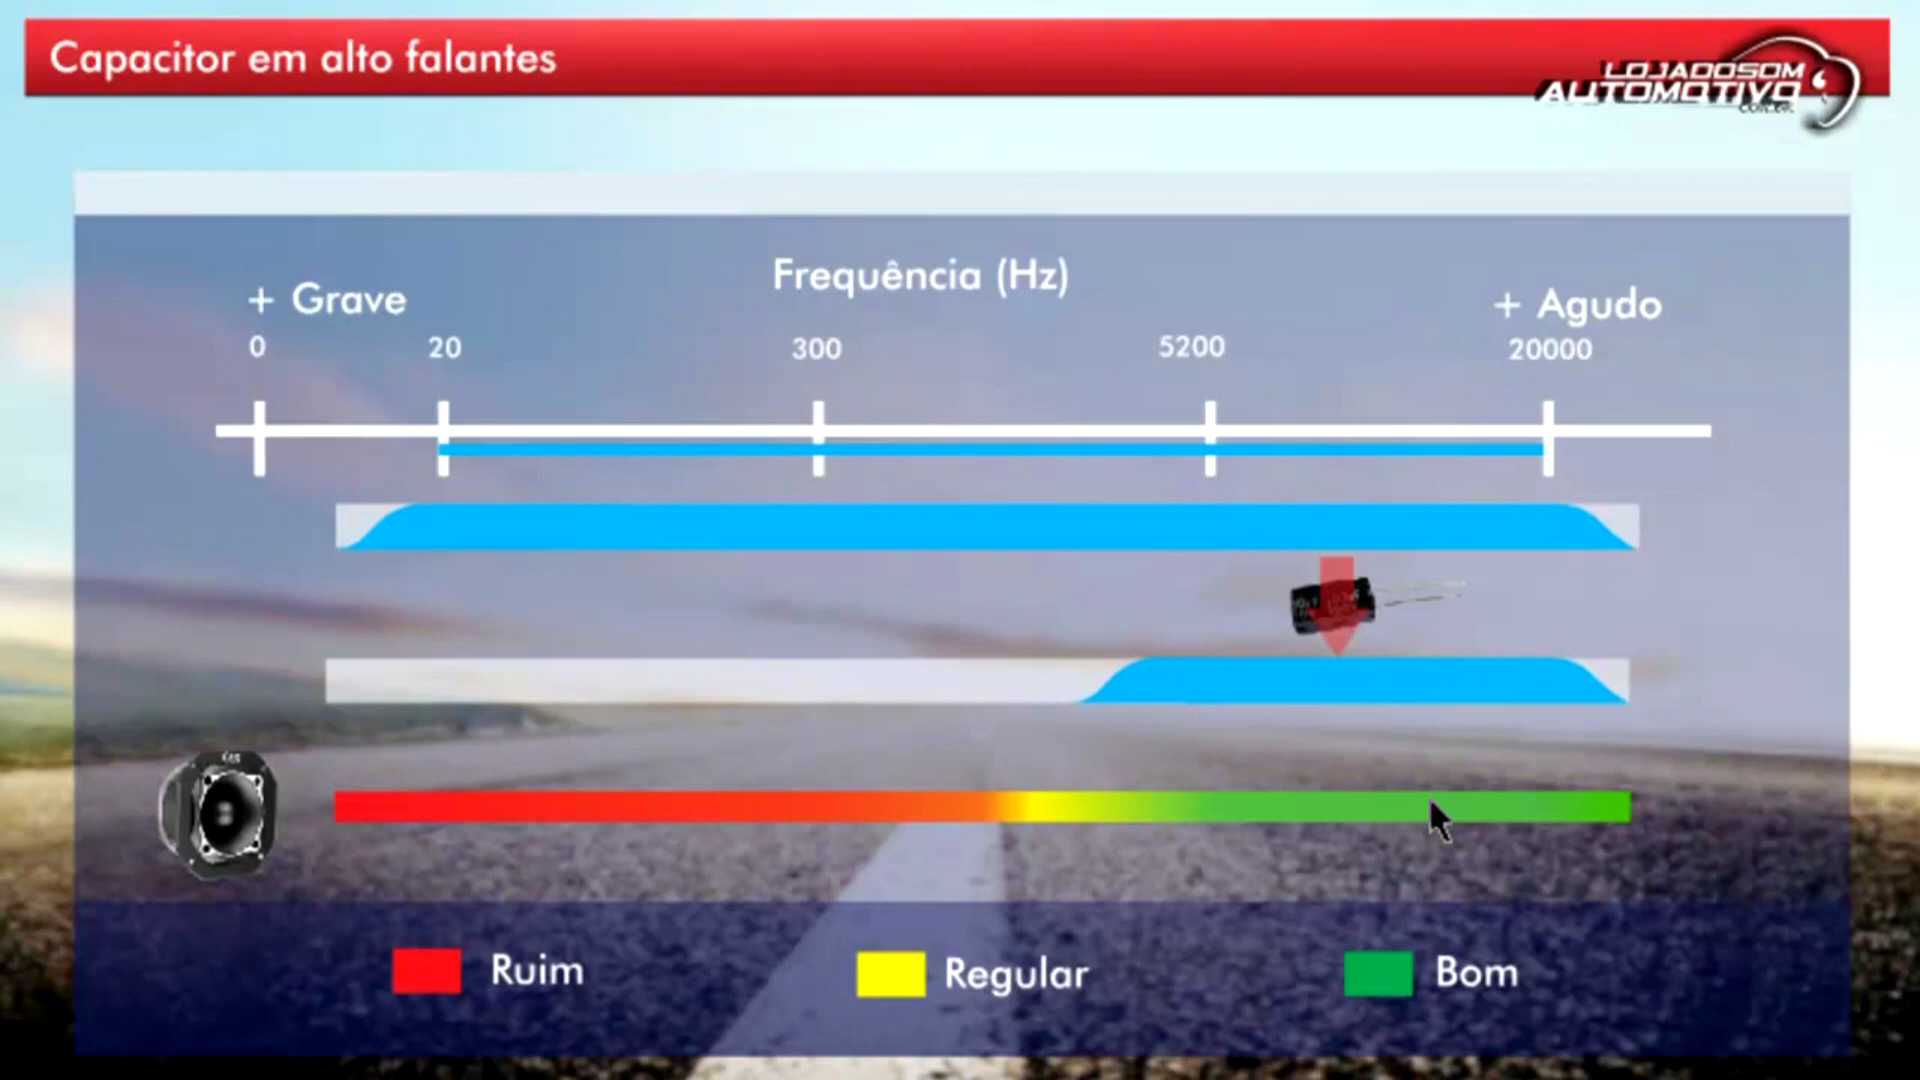 Capacitor em alto falantes
LOJADOSOM
AUTOMOTIVO
Frequência (Hz)
+ Grave
+ Agudo
0 20 300 5200 20000
Ruim
Regular
Bom